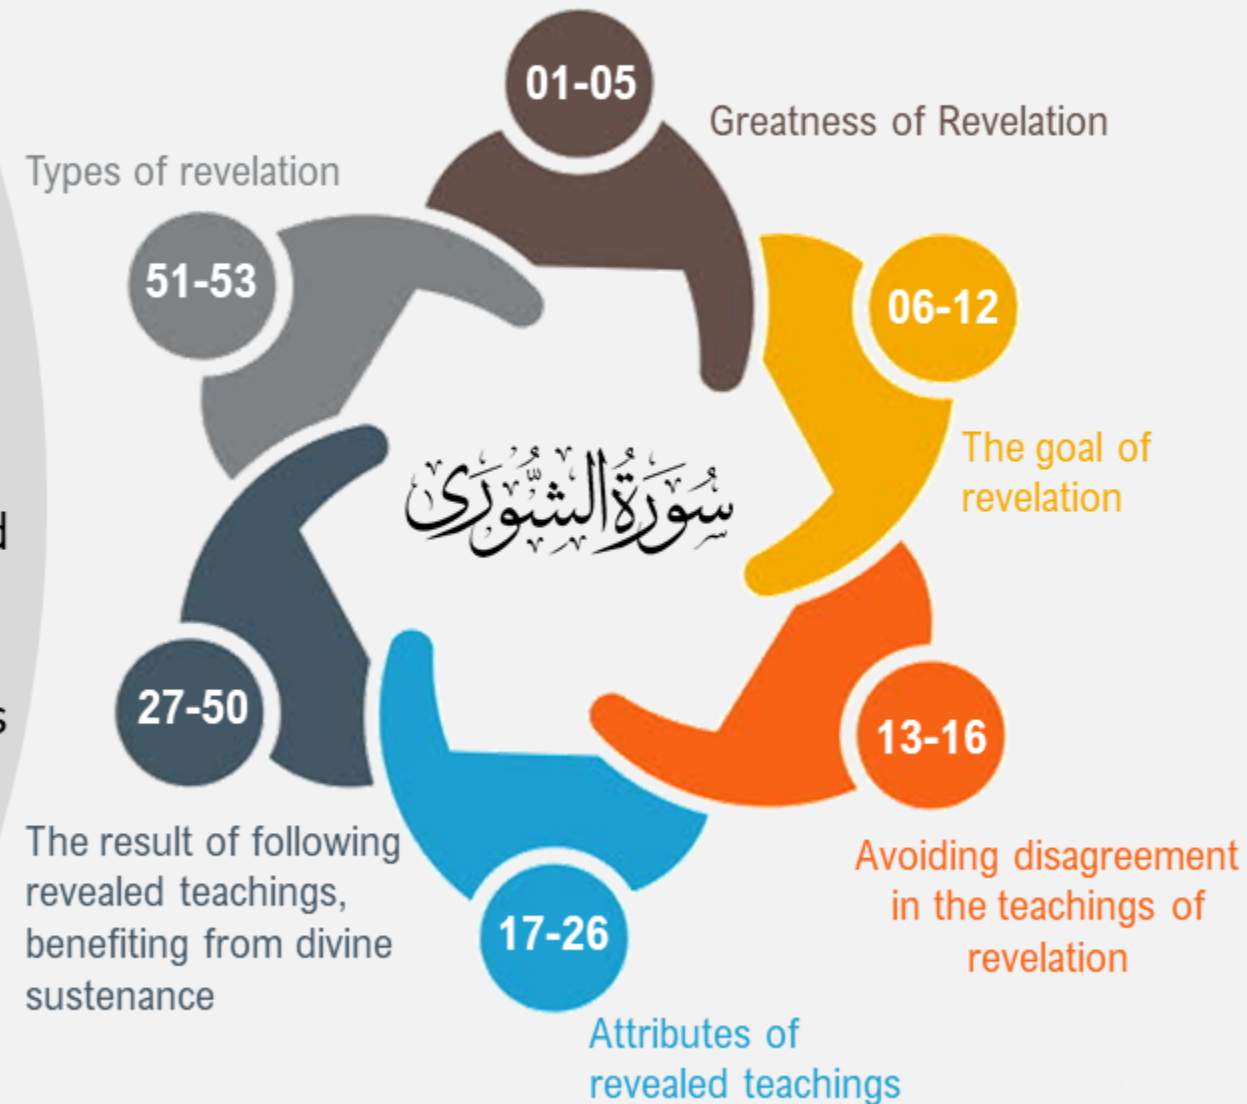 01-05
Greatness of Revelation
06-12
The goal of
revelation
13-16
Avoiding disagreement
in the teachings of
revelation
17-26
Attributes of
revealed teachings
27-50
The result of following
revealed teachings,
benefiting from divine
sustenance
51-53
Types of revelation
سُورَةُ الشُّورَى